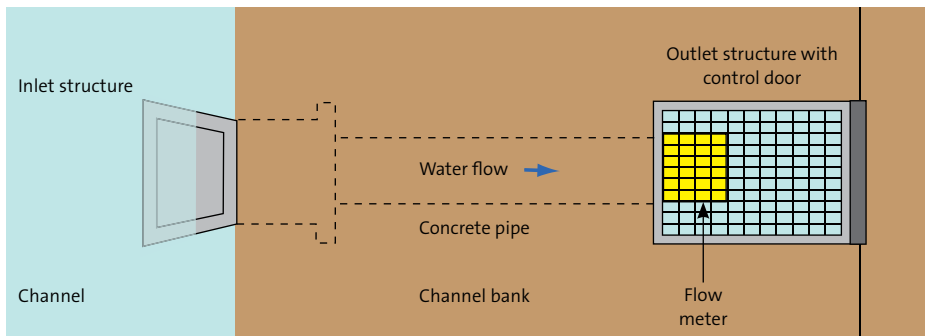 Outlet structure with
control door
Inlet structure
Water flow
Concrete pipe
Channel
Channel bank
Flow
meter